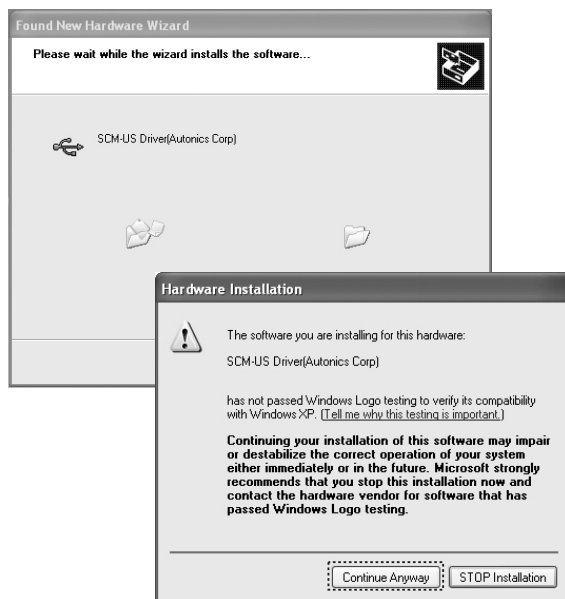 Found New Hardware Wizard
Please wait while the wizard installs the software...
SCM-US Driver(Autonics Corp)
Hardware Installation
The software you are installing for this hardware:
SCM-US Driver(Autonics Corp)
has not passed Windows Logo testing to verify its compatibility
with Windows XP. (Tell me why this testing is important.)
Continuing your installation of this software may impair
or destabilize the correct operation of your system
either immediately or in the future. Microsoft strongly
recommends that you stop this installation now and
contact the hardware vendor for software that has
passed Windows Logo testing.
Continue Anyway STOP Installation